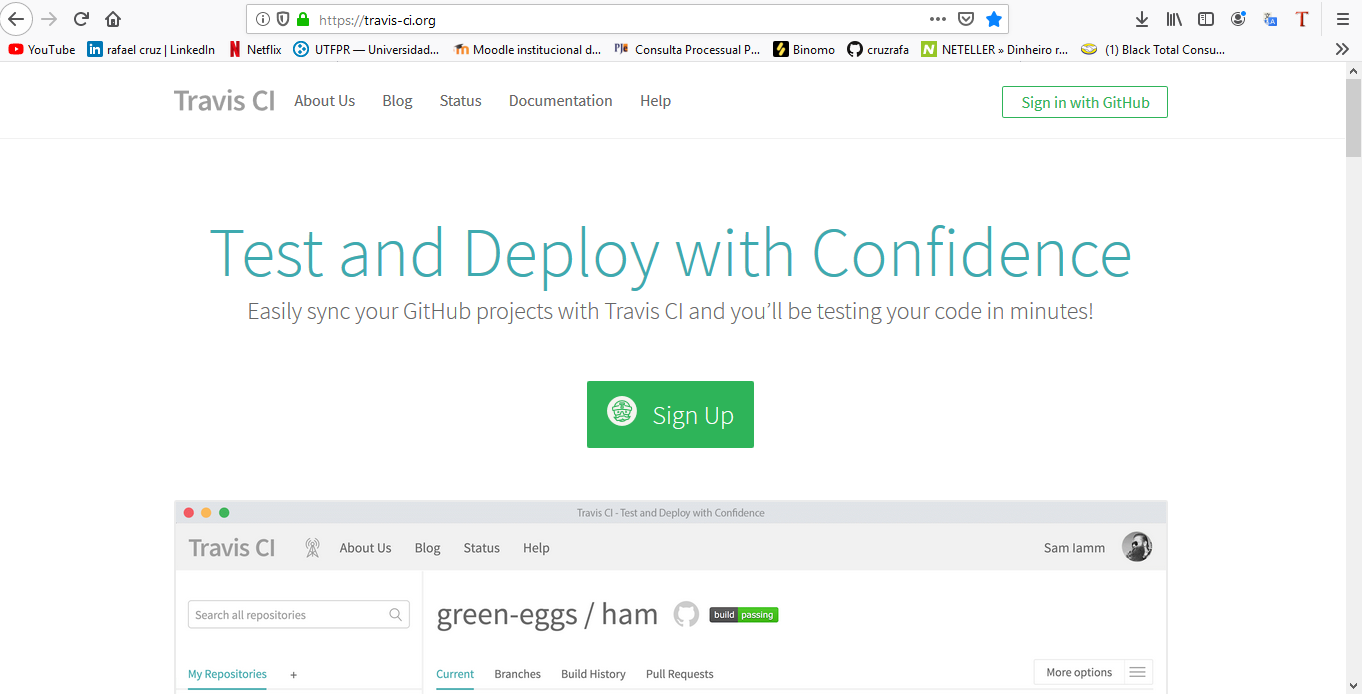 https://travis-ci.org
YouTube rafael cruz | LinkedIn Netflix UTFPR — Universidad... Moodle institucional d... PJe Consulta Processual P... Binomo cruzrafa NETELLER » Dinheiro r... (1) Black Total Consu...
Travis CI About Us Blog Status Documentation Help Sign in with GitHub
Test and Deploy with Confidence
Easily sync your GitHub projects with Travis CI and you’ll be testing your code in minutes!
Sign Up
Travis CI - Test and Deploy with Confidence
Travis CI About Us Blog Status Help Sam Iamm
Search all repositories green-eggs / ham build passing
My Repositories + Current Branches Build History Pull Requests More options